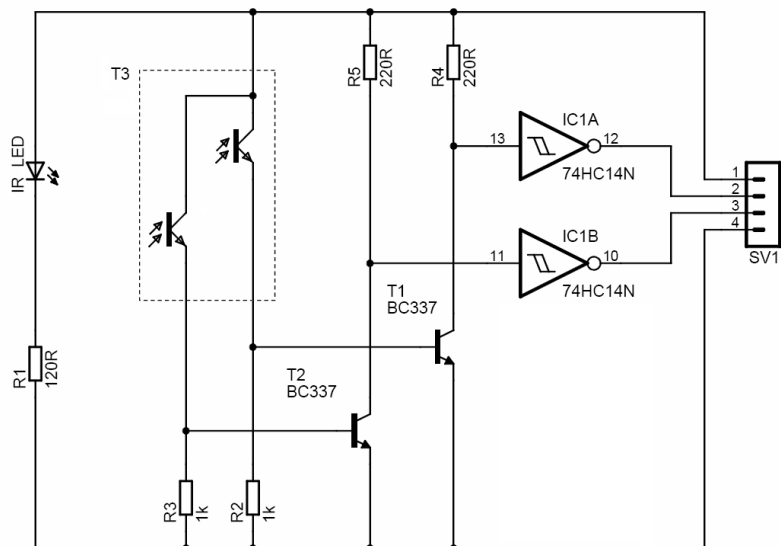 T3
R5
220R
R4
220R
IC1A
13
12
74HC14N
IR LED
1
2
3
4
SV1
IC1B
11
10
74HC14N
T1
BC337
R1
120R
T2
BC337
R3
1k
R2
1k